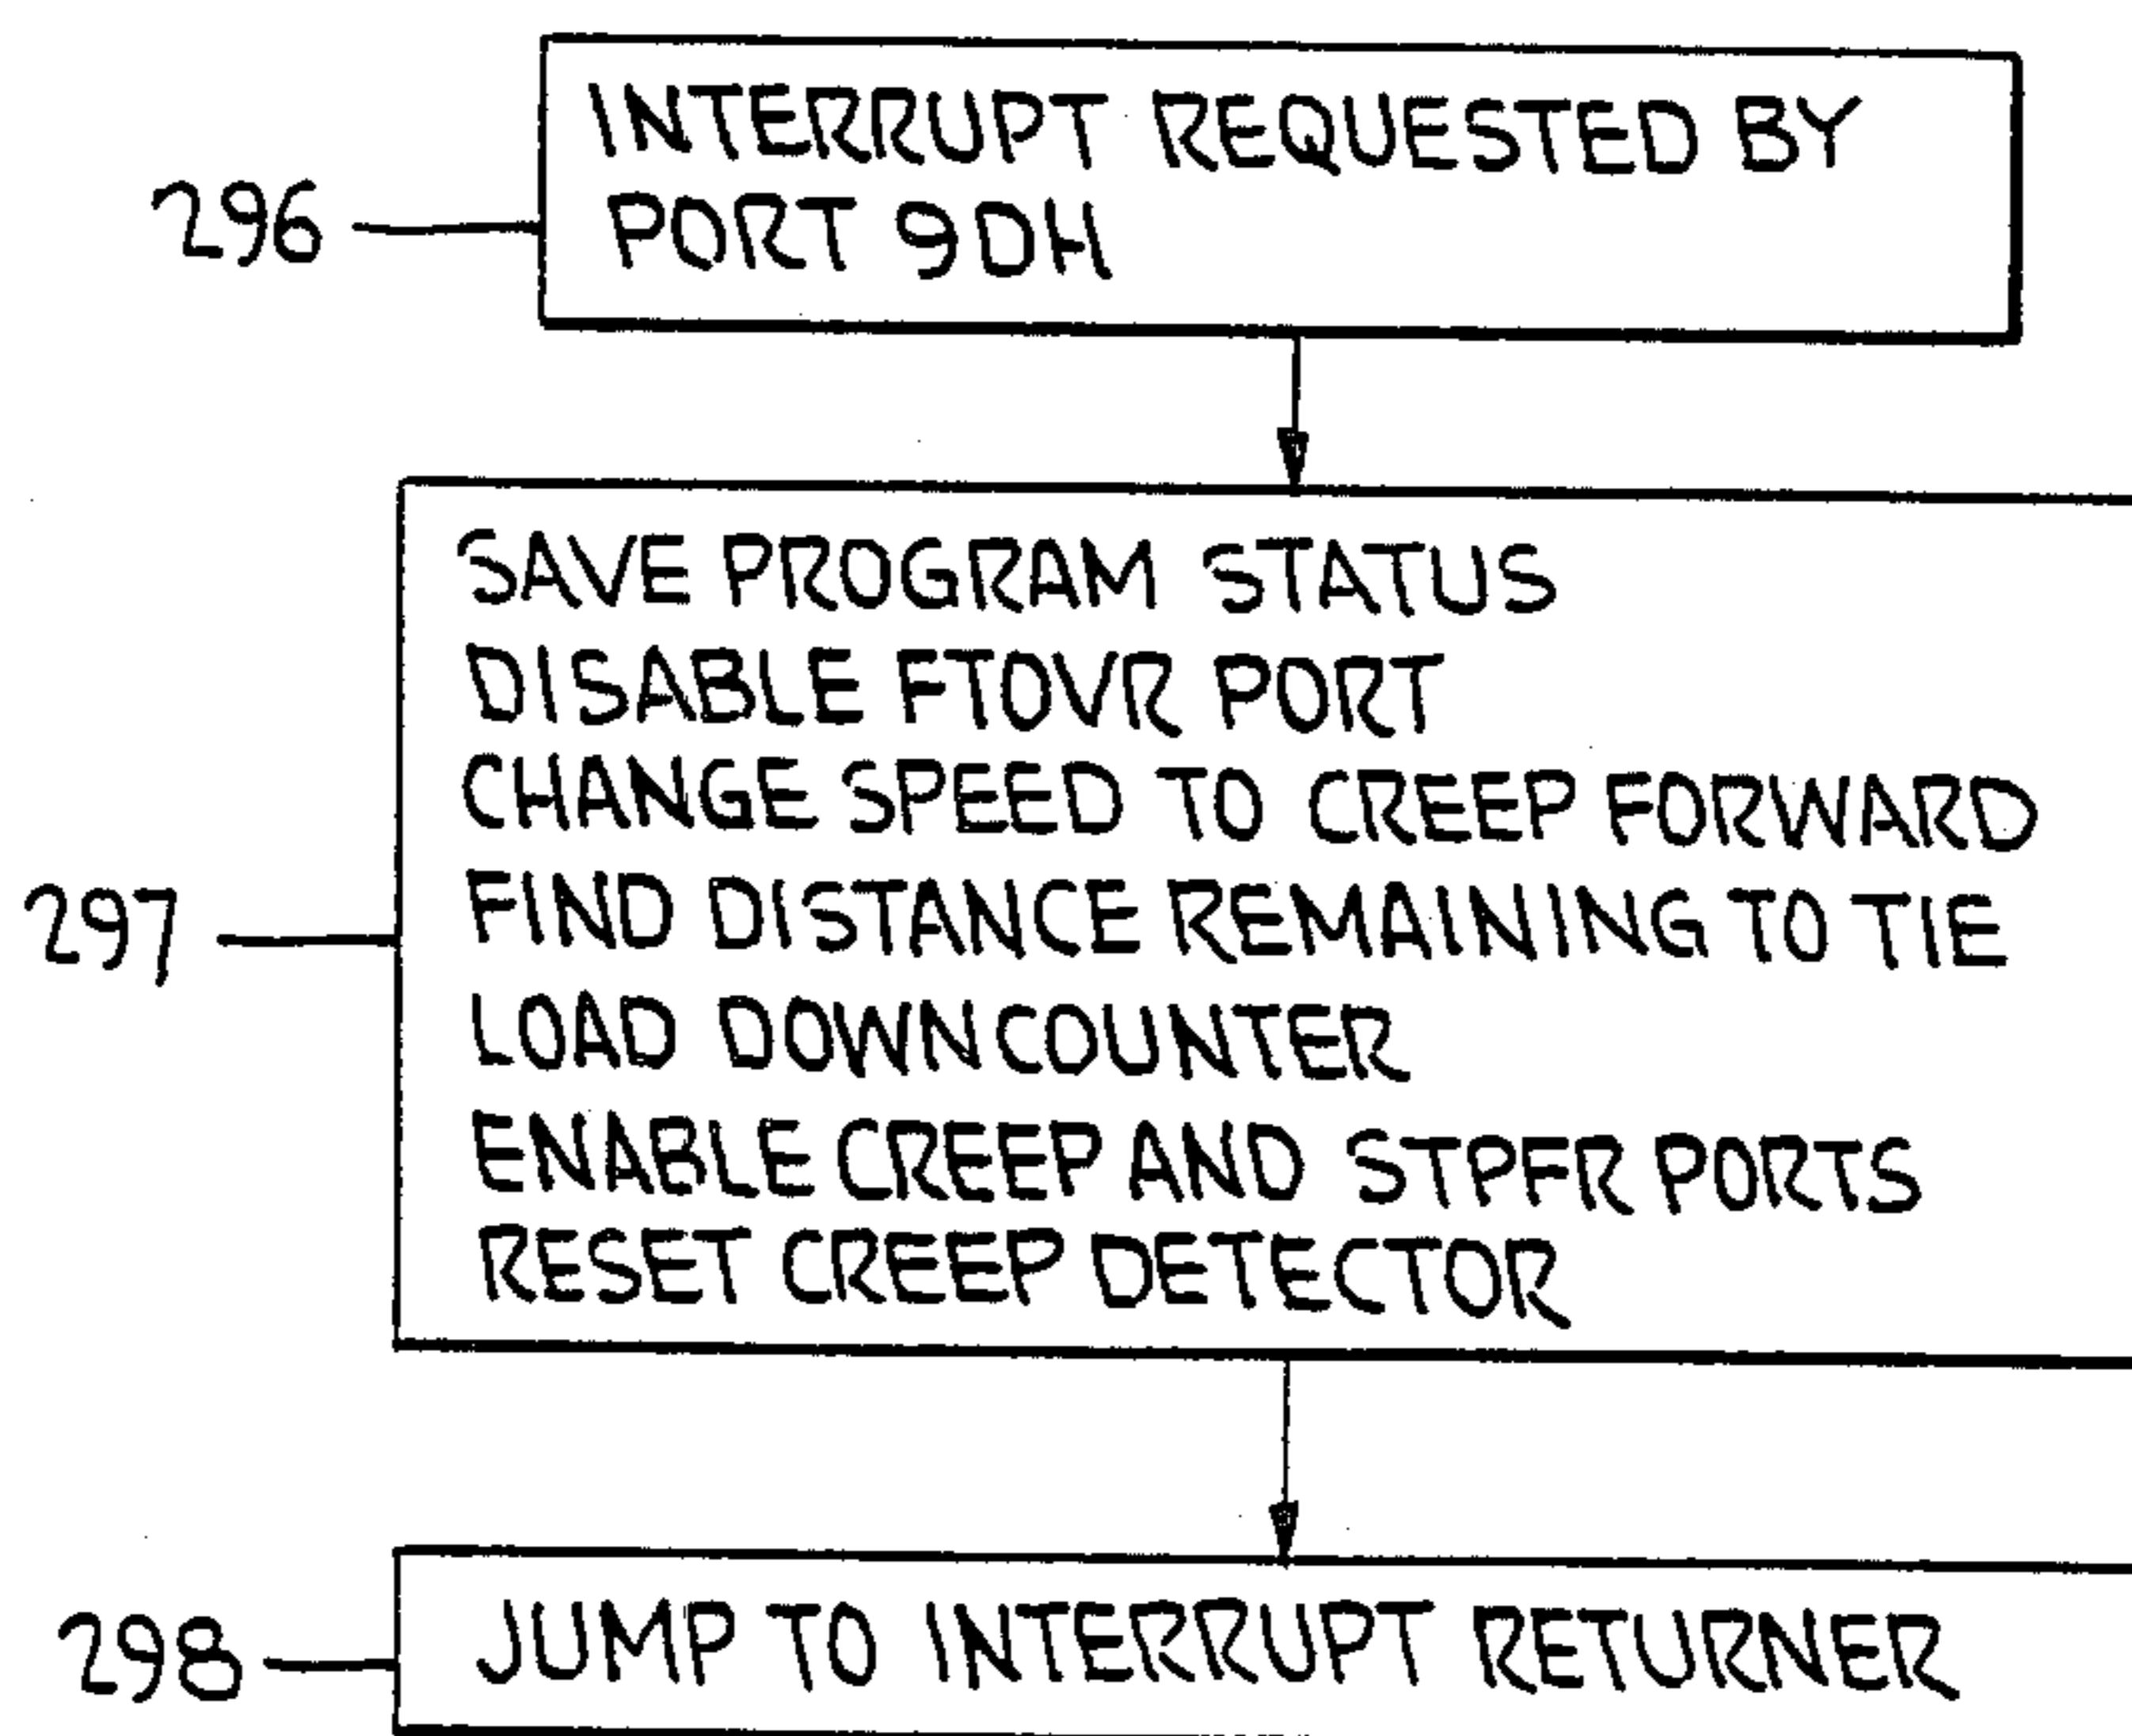 INTERRUPT REQUESTED BY
PORT 9DH
296
SAVE PROGRAM STATUS
DISABLE FTOVR PORT
CHANGE SPEED TO CREEP FORWARD
FIND DISTANCE REMAINING TO TIE
LOAD DOWNCOUNTER
ENABLE CREEP AND STPFR PORTS
RESET CREEP DETECTOR
297
JUMP TO INTERRUPT RETURNER
298